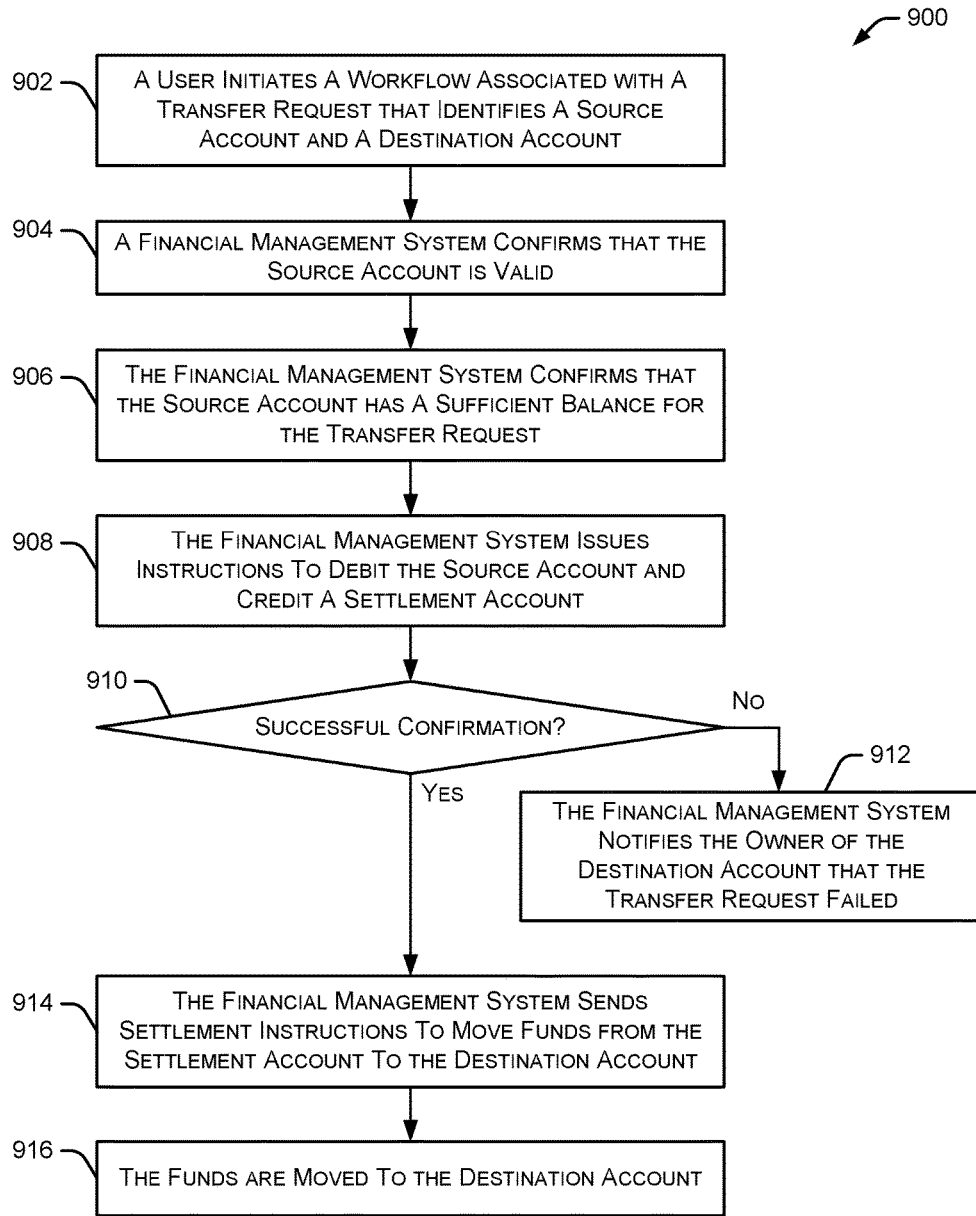 900
902
A User Initiates A Workflow Associated with A
Transfer Request that Identifies A Source
Account and A Destination Account
904
A Financial Management System Confirms that the
Source Account is Valid
906
The Financial Management System Confirms that
the Source Account has A Sufficient Balance for
the Transfer Request
908
The Financial Management System Issues
Instructions To Debit the Source Account and
Credit A Settlement Account
910
Successful Confirmation?
No
Yes
912
The Financial Management System
Notifies the Owner of the
Destination Account that the
Transfer Request Failed
914
The Financial Management System Sends
Settlement Instructions To Move Funds from the
Settlement Account To the Destination Account
916
The Funds are Moved To the Destination Account